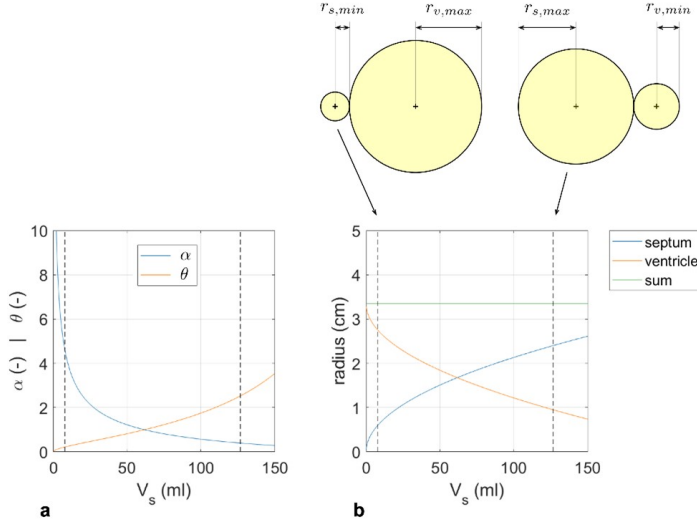 r_{s,min} r_{v,max} r_{s,max} r_{v,min}
10
8
6
4
2
0
α (-) | θ (-)
α
θ
0 50 100 150
V_s (ml)
a
5
4
3
2
1
0
radius (cm)
0 50 100 150
V_s (ml)
b
septum
ventricle
sum